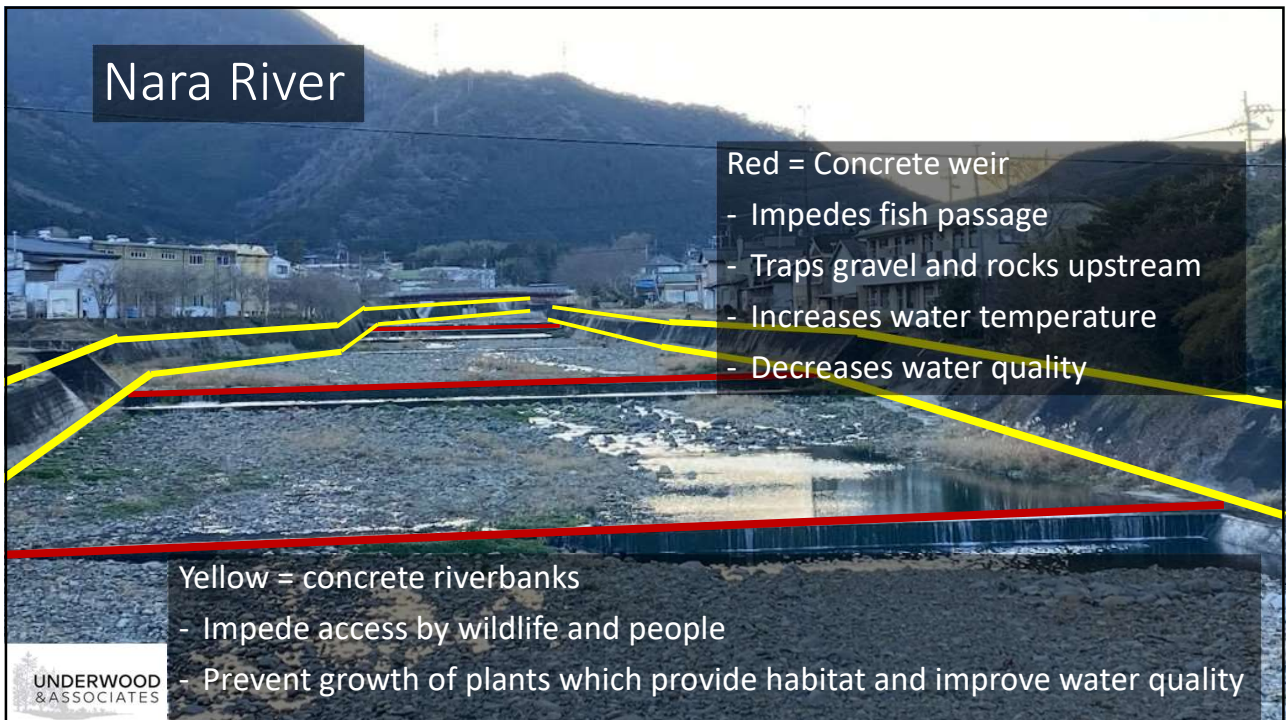 Nara River
Red = Concrete weir
- Impedes fish passage
- Traps gravel and rocks upstream
- Increases water temperature
- Decreases water quality
Yellow = concrete riverbanks
- Impede access by wildlife and people
- Prevent growth of plants which provide habitat and improve water quality
UNDERWOOD
& ASSOCIATES